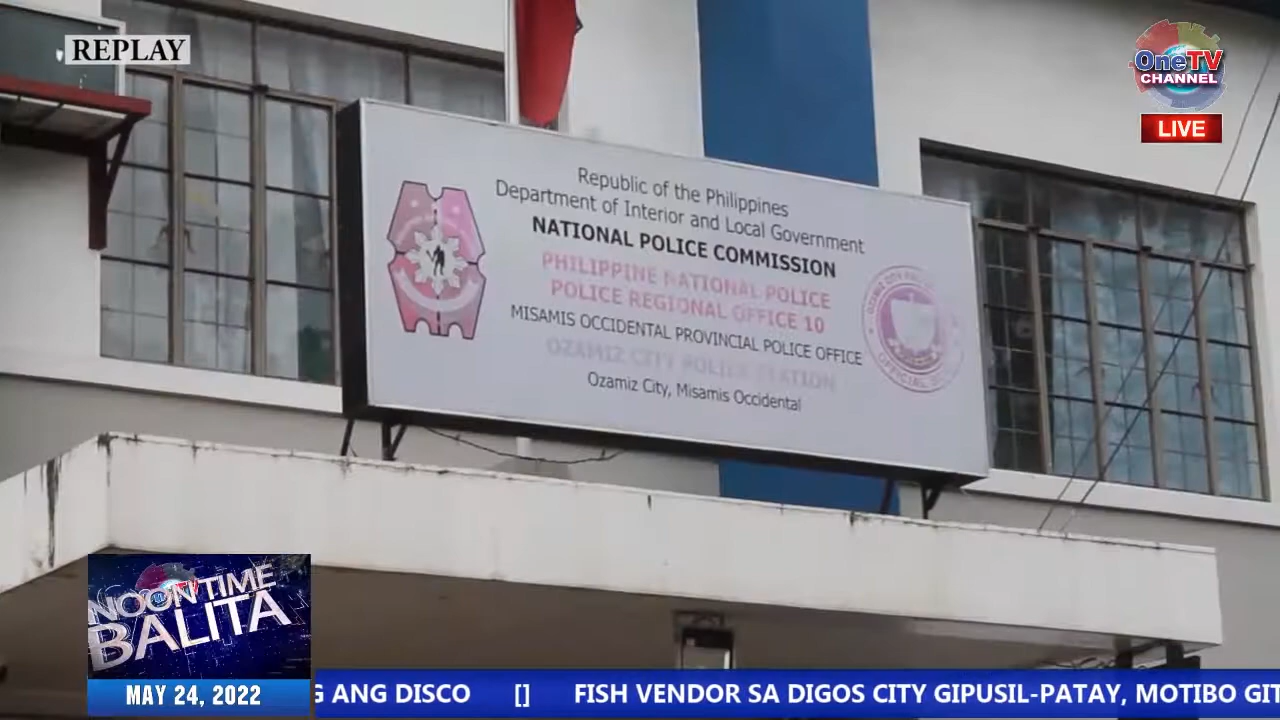 REPLAY
OneTV
CHANNEL
LIVE
Republic of the Philippines
Department of Interior and Local Government
NATIONAL POLICE COMMISSION
PHILIPPINE NATIONAL POLICE
POLICE REGIONAL OFFICE 10
MISAMIS OCCIDENTAL PROVINCIAL POLICE OFFICE
OZAMIZ CITY POLICE STATION
Ozamiz City, Misamis Occidental
OneTV
NOONTIME
BALITA
MAY 24, 2022
G ANG DISCO [] FISH VENDOR SA DIGOS CITY GIPUSIL-PATAY, MOTIBO GIT